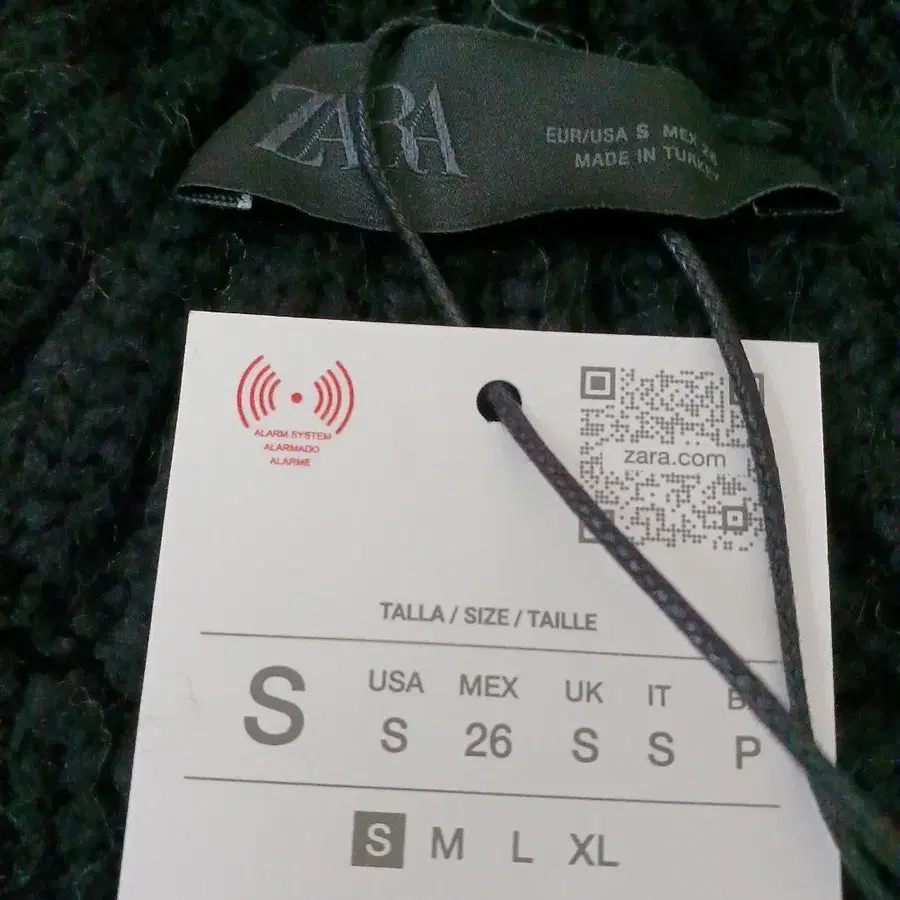 ZARA
EUR/USA S MEX 26
MADE IN TURKEY
ALARM SYSTEM
ALARMADO
ALARME
zara.com
TALLA / SIZE / TAILLE
S
USA MEX UK IT
S 26 S S P
S M L XL